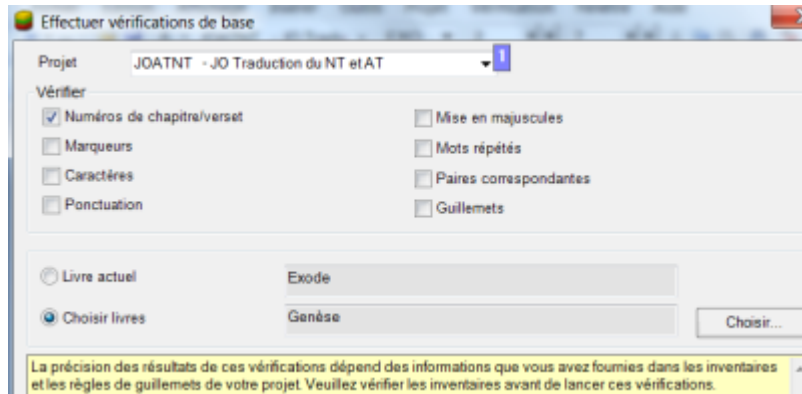 Effectuer vérifications de base
Projet JOATNT - JO Traduction du NT et AT 1
Vérifier
Numéros de chapitre/verset Mise en majuscules
Marqueurs Mots répétés
Caractères Paires correspondantes
Ponctuation Guillemets
Livre actuel Exode
Choisir livres Genèse Choisir...
La précision des résultats de ces vérifications dépend des informations que vous avez fournies dans les inventaires
et les règles de guillemets de votre projet. Veuillez vérifier les inventaires avant de lancer ces vérifications.